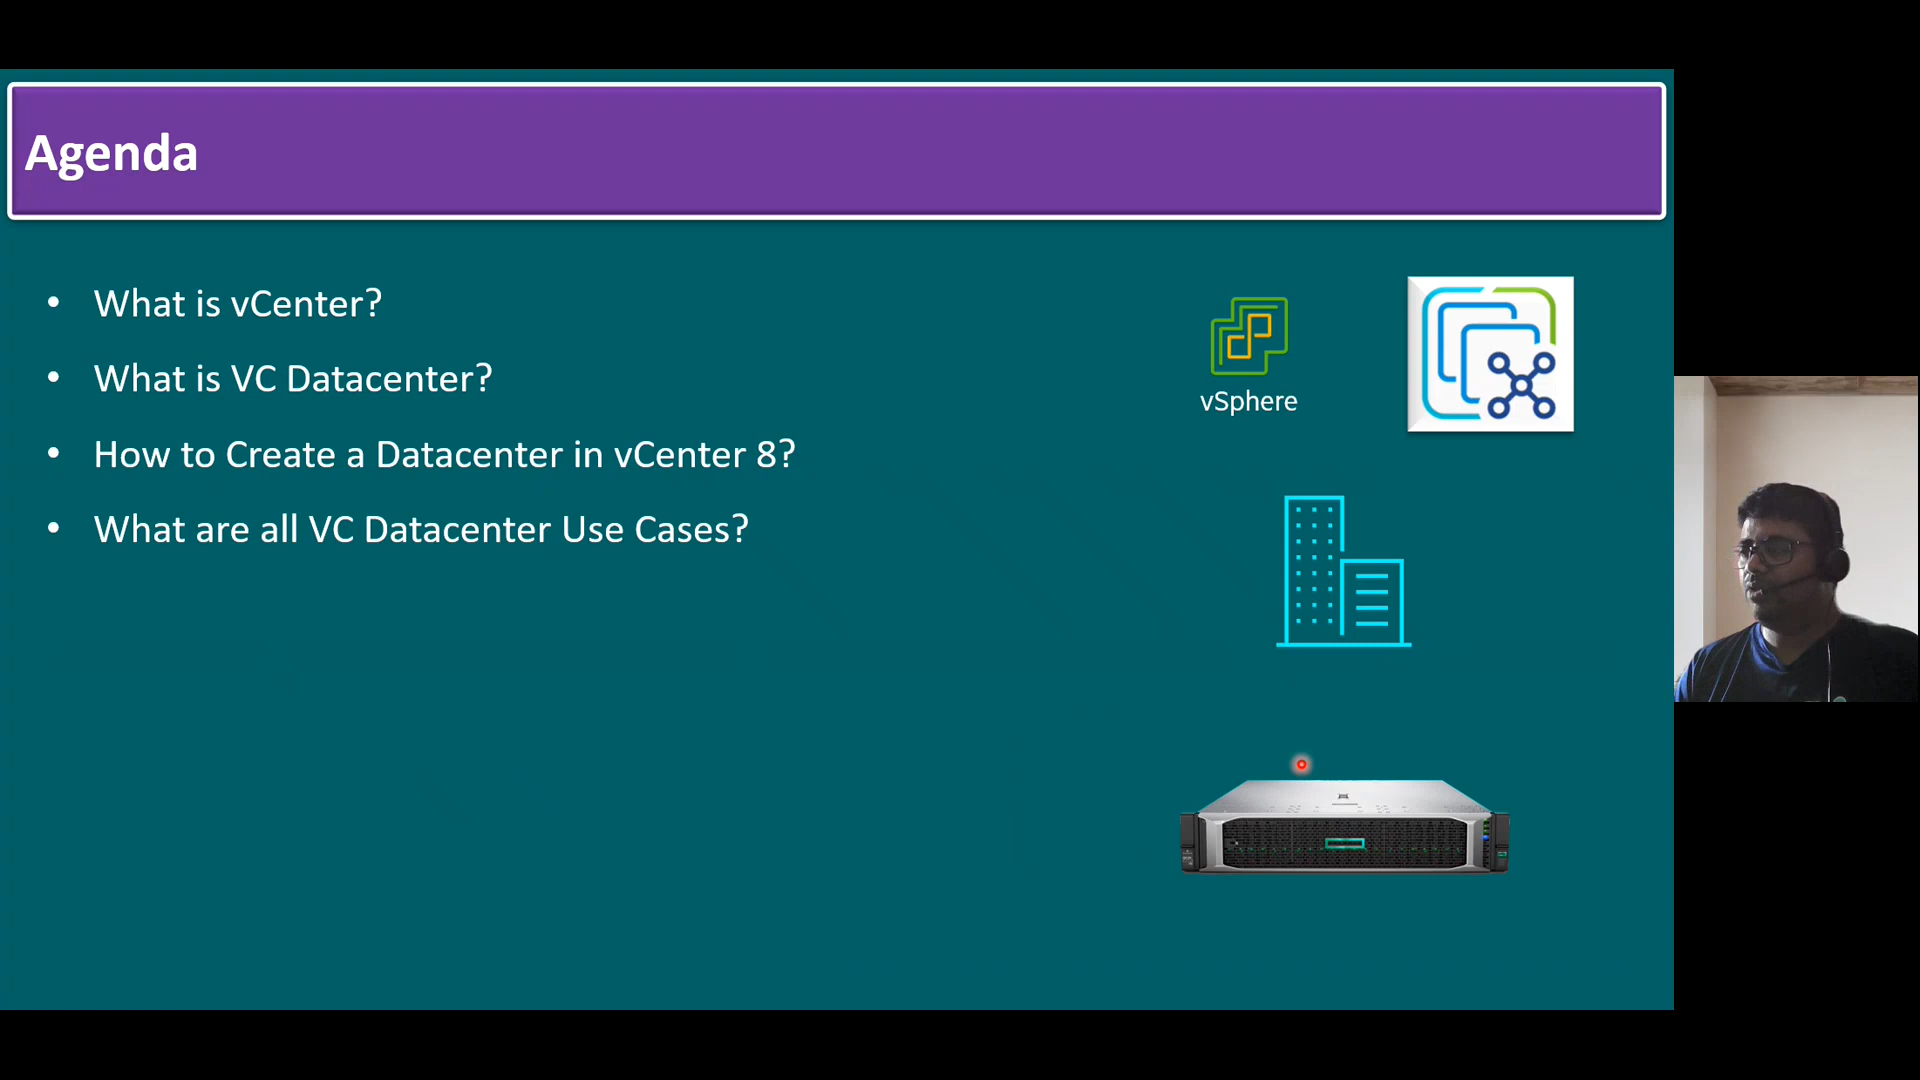 Agenda
• What is vCenter?
• What is VC Datacenter?
• How to Create a Datacenter in vCenter 8?
• What are all VC Datacenter Use Cases?
vSphere